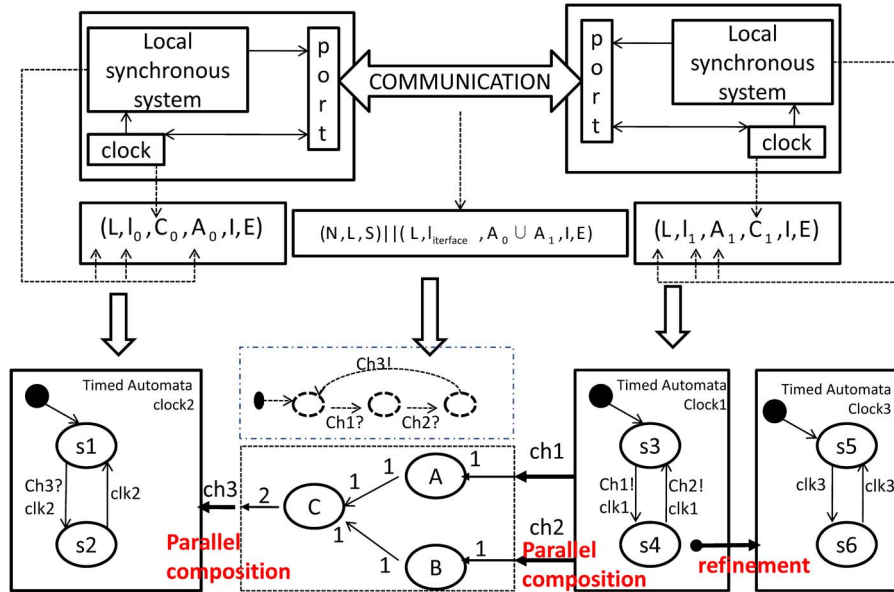 Local
synchronous
system
port
clock
COMMUNICATION
port
Local
synchronous
system
clock
(L,l₀,C₀,A₀,I,E)
(N,L,S)||(L,l_iterface,A₀∪A₁,I,E)
(L,l₁,A₁,C₁,I,E)
Timed Automata
clock2
s1
Ch3?
clk2
clk2
s2
Ch3!
Ch1?
Ch2?
ch3
2
C
1
1
A
1
1
1
B
1
ch1
ch2
Parallel
composition
Parallel
composition
Timed Automata
Clock1
s3
Ch1!
clk1
Ch2!
clk1
s4
refinement
Timed Automata
Clock3
s5
clk3
clk3
s6